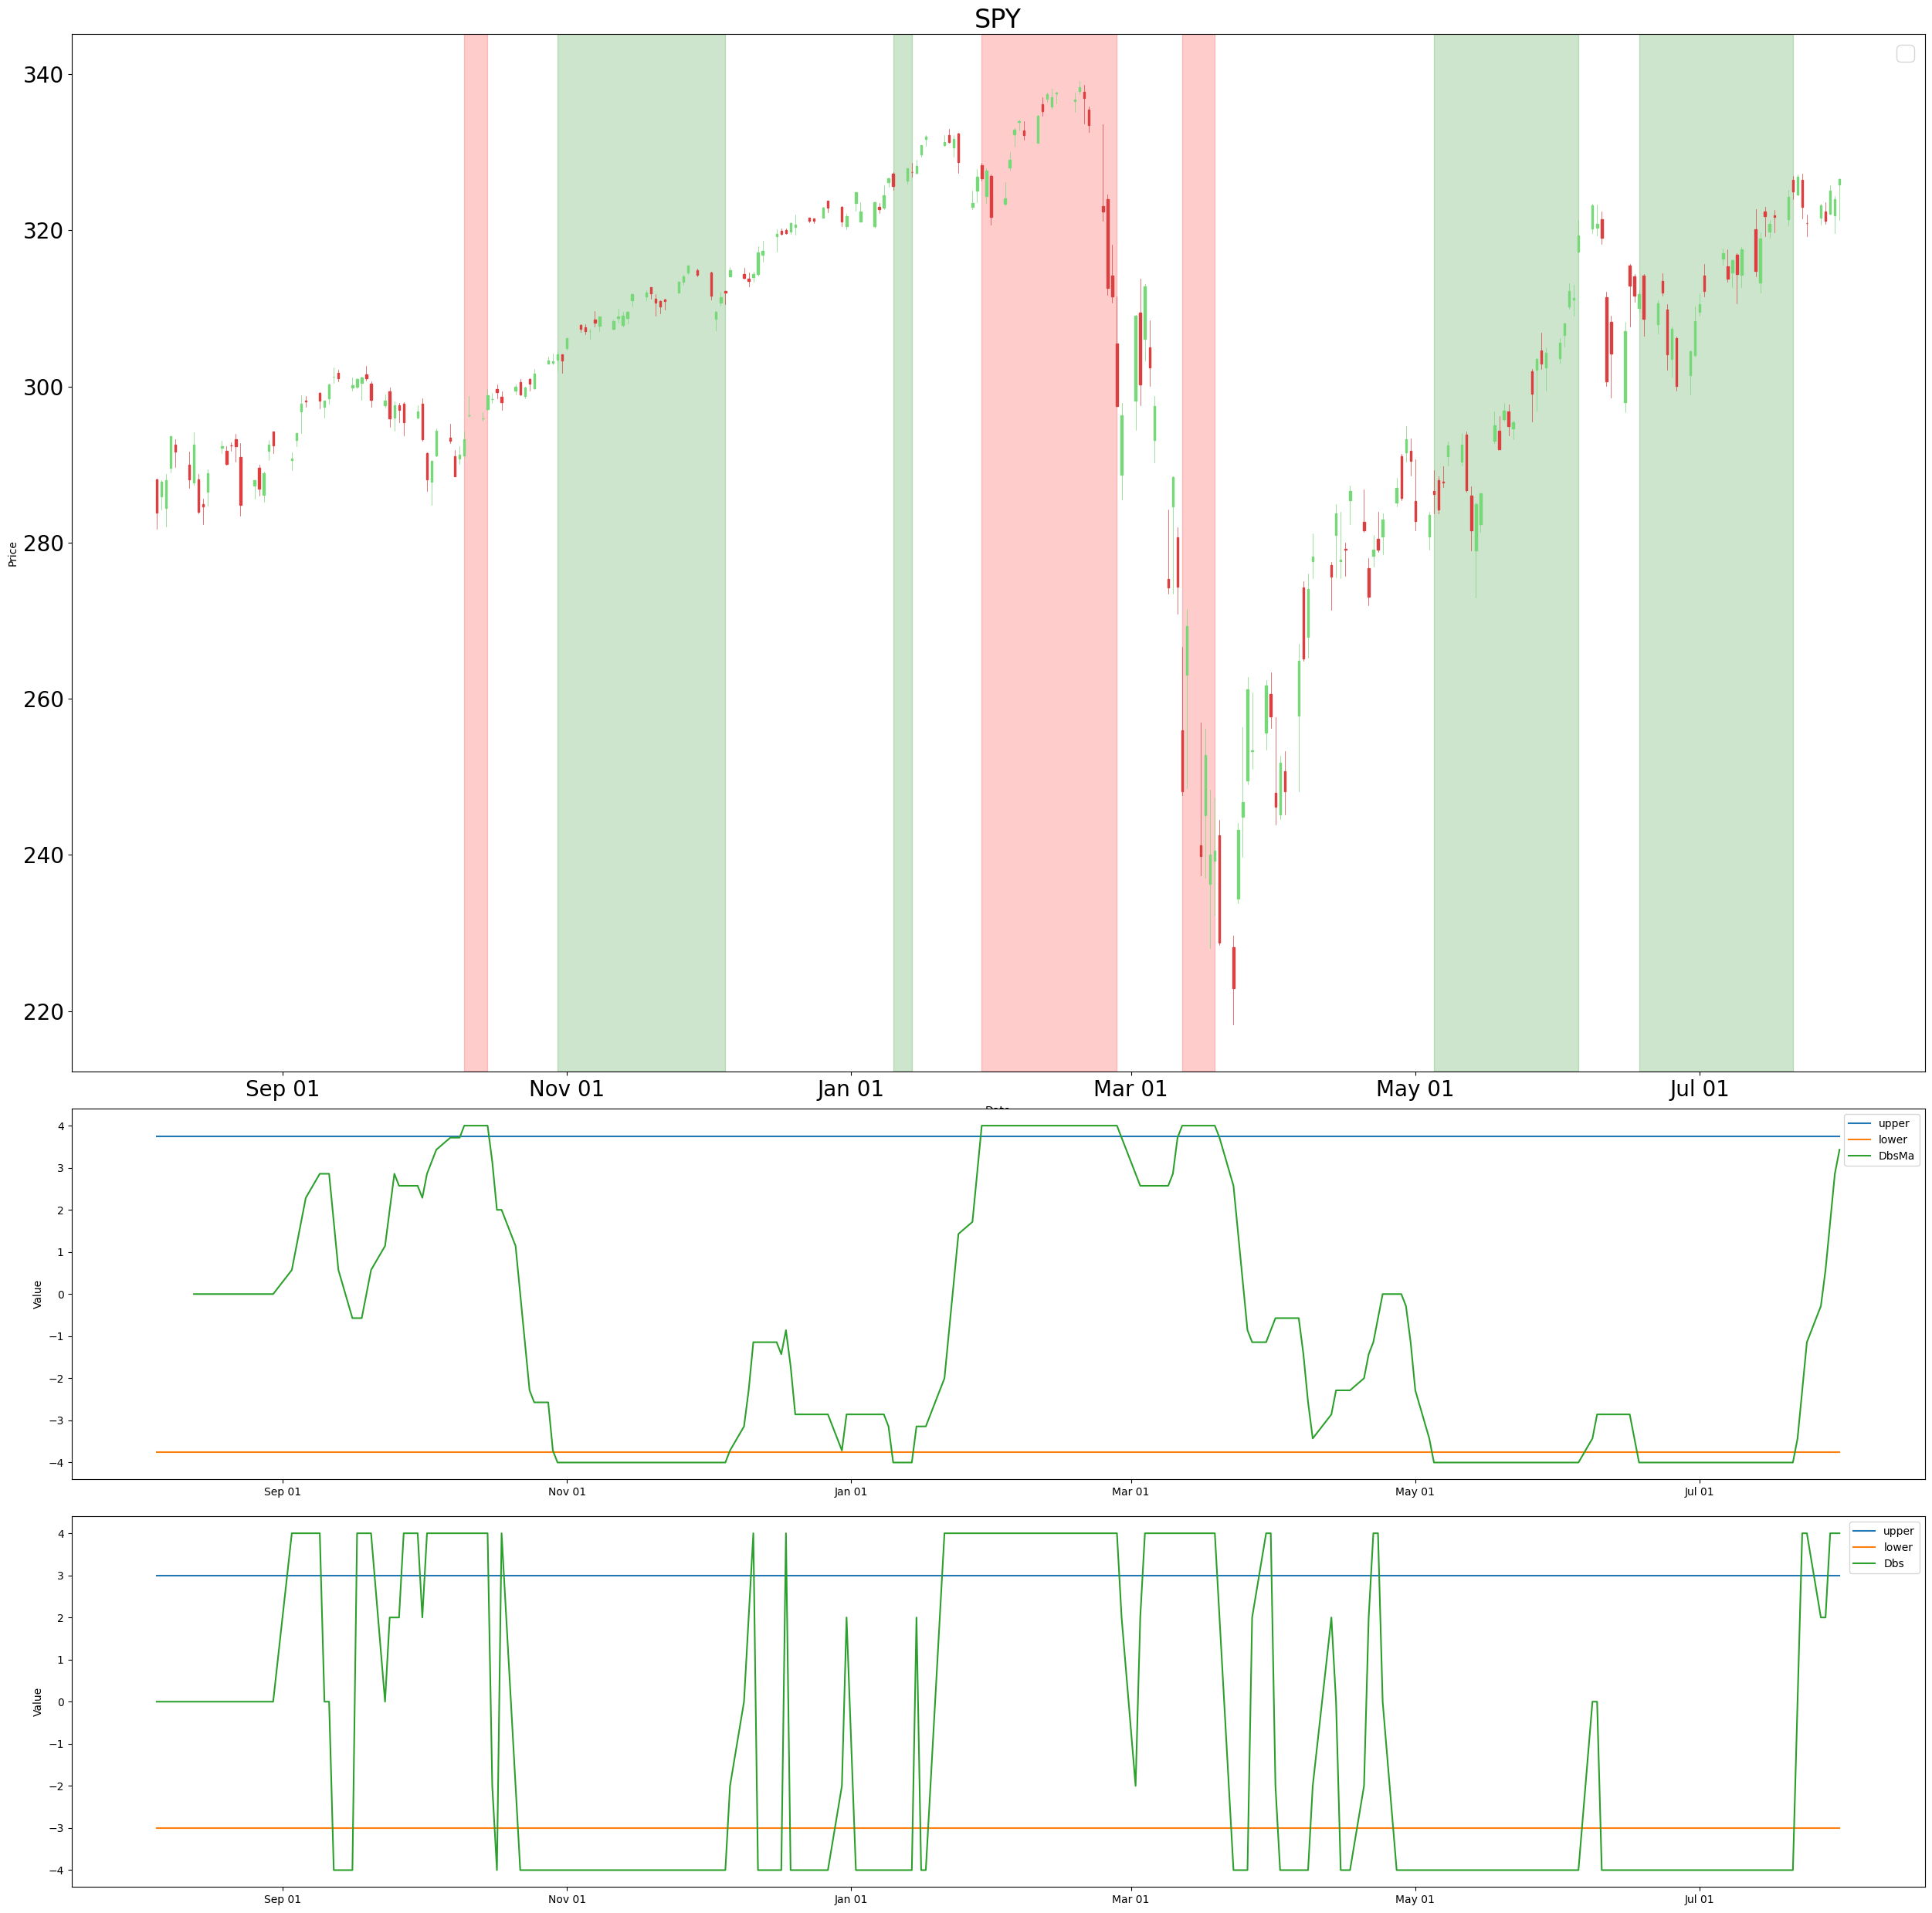 SPY
340
320
300
280
260
240
220
Price
Sep 01
Nov 01
Jan 01
Mar 01
May 01
Jul 01
Date
4
3
2
1
0
−1
−2
−3
−4
Value
upper
lower
DbsMa
Sep 01
Nov 01
Jan 01
Mar 01
May 01
Jul 01
4
3
2
1
0
−1
−2
−3
−4
Value
upper
lower
Dbs
Sep 01
Nov 01
Jan 01
Mar 01
May 01
Jul 01